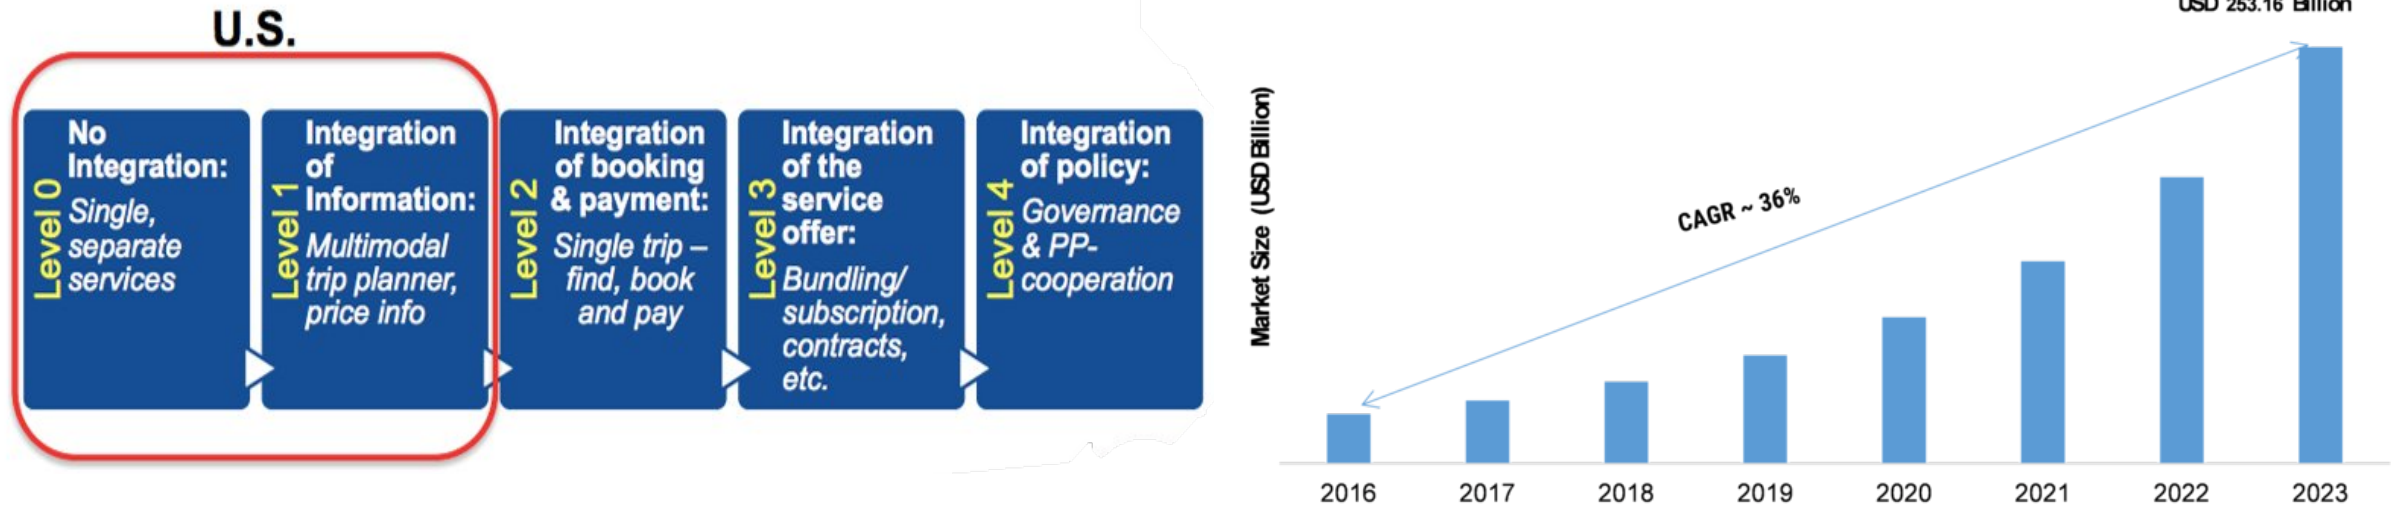 U.S.
Level 0
No
Integration:
Single,
separate
services
Level 1
Integration
of
Information:
Multimodal
trip planner,
price info
Level 2
Integration
of booking
& payment:
Single trip –
find, book
and pay
Level 3
Integration
of the
service
offer:
Bundling/
subscription,
contracts,
etc.
Level 4
Integration
of policy:
Governance
& PP-
cooperation
USD 253.16 Billion
Market Size (USD Billion)
CAGR ~ 36%
2016 2017 2018 2019 2020 2021 2022 2023